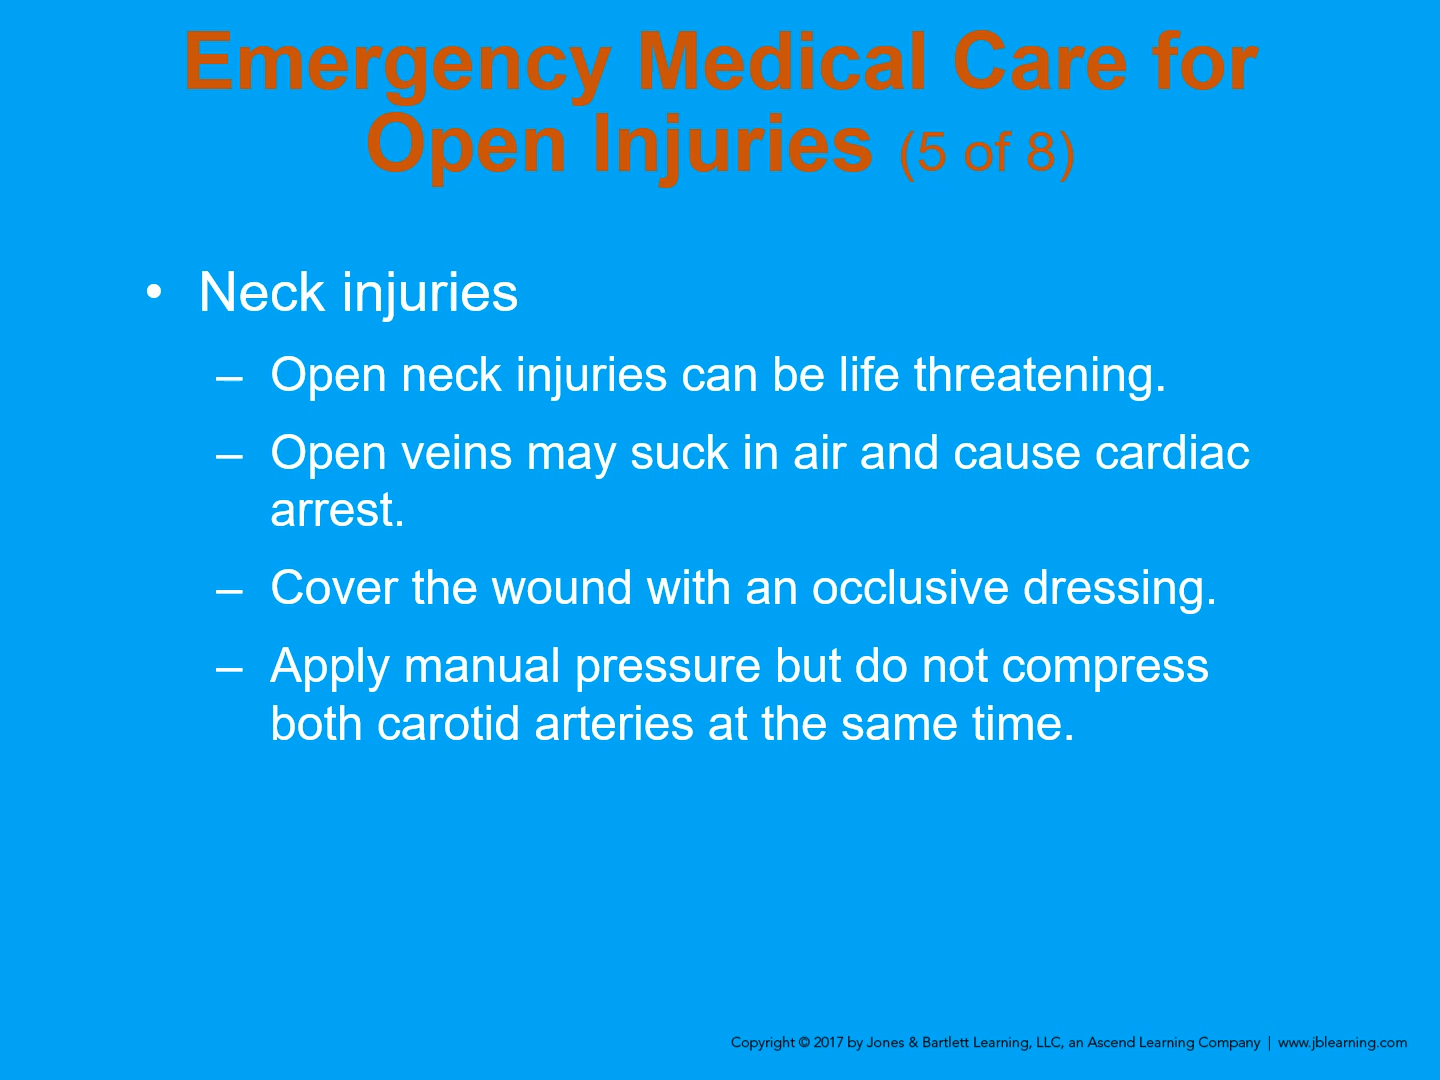 Emergency Medical Care for
Open Injuries (5 of 8)
• Neck injuries
– Open neck injuries can be life threatening.
– Open veins may suck in air and cause cardiac
arrest.
– Cover the wound with an occlusive dressing.
– Apply manual pressure but do not compress
both carotid arteries at the same time.
Copyright © 2017 by Jones & Bartlett Learning, LLC, an Ascend Learning Company | www.jblearning.com